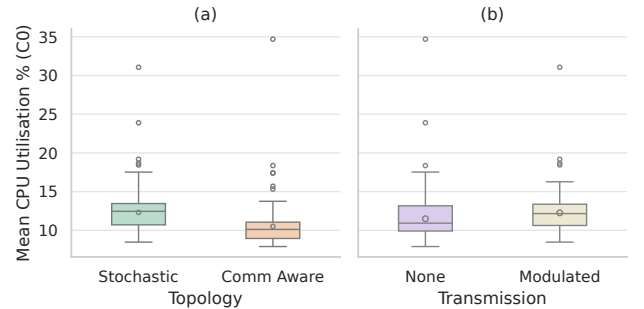 (a)
(b)
Mean CPU Utilisation % (C0)
35
30
25
20
15
10
Stochastic
Comm Aware
None
Modulated
Topology
Transmission